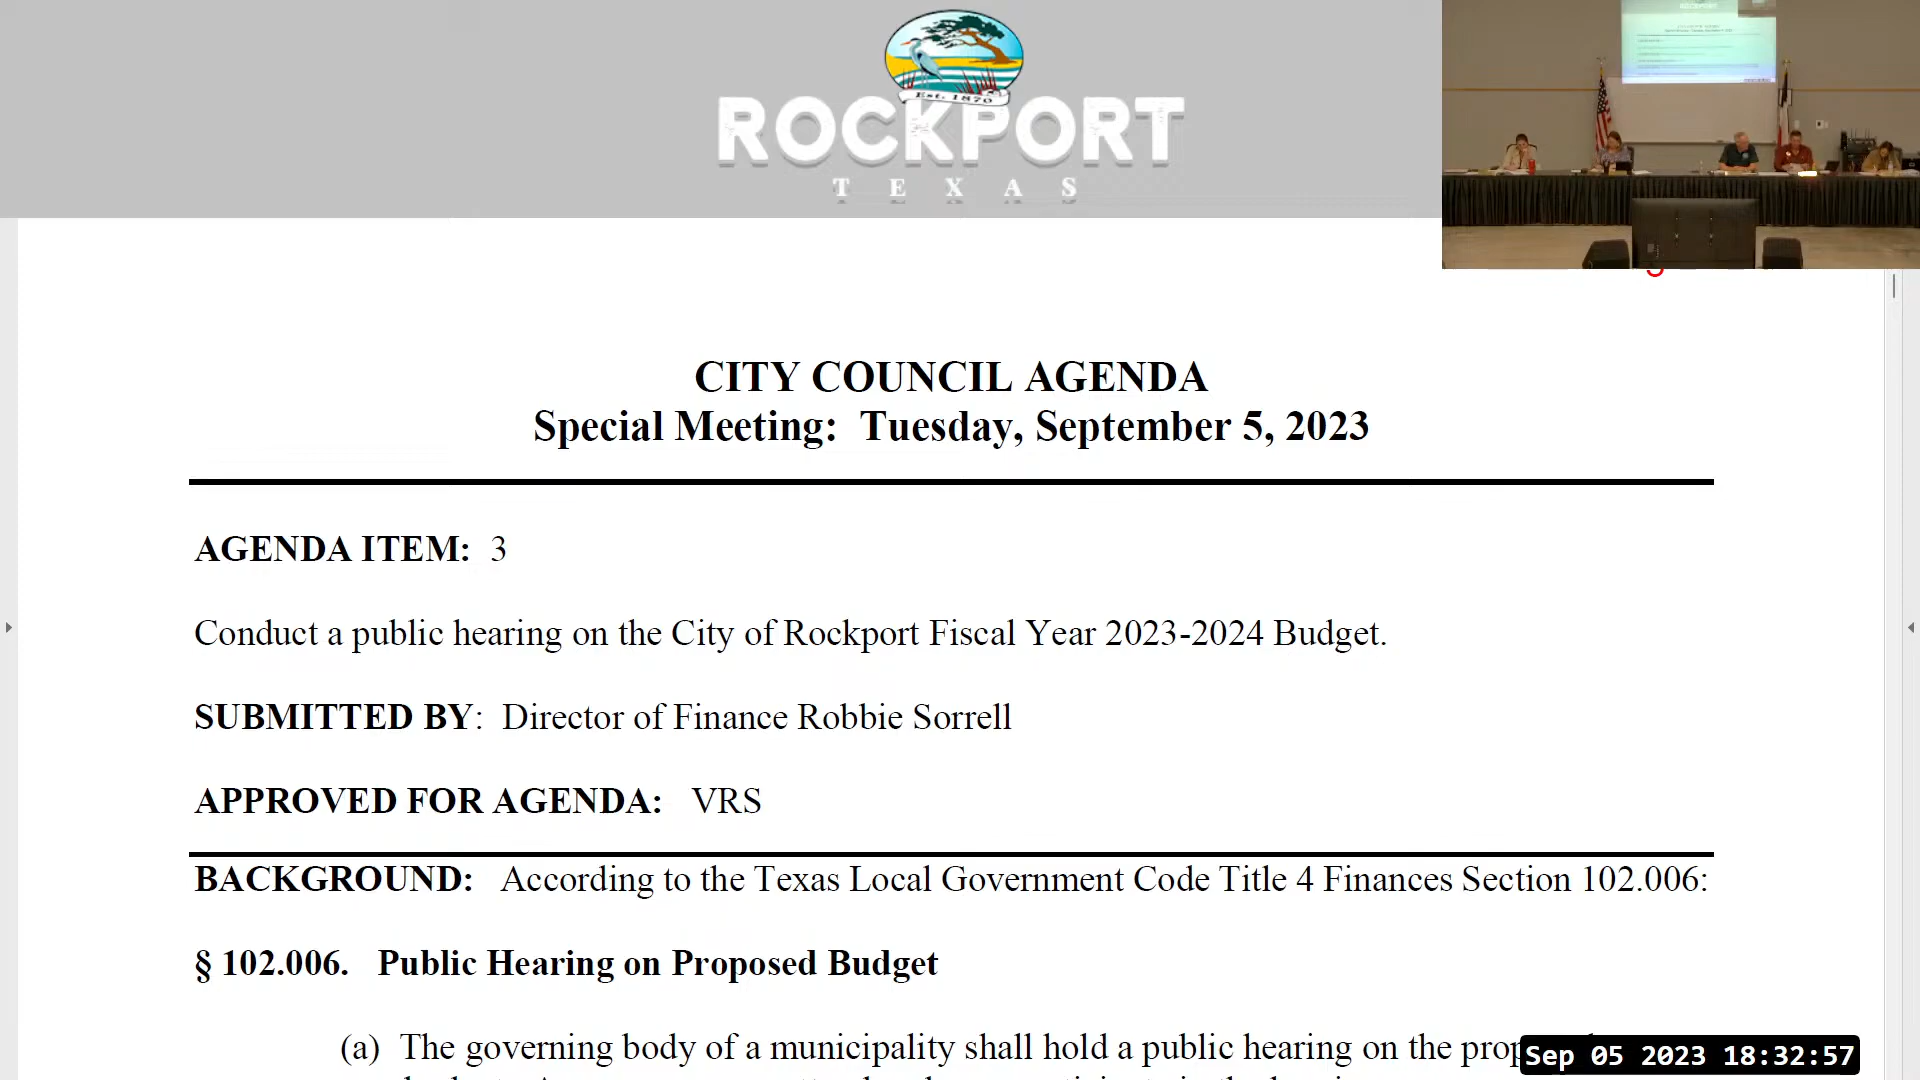 Est. 1870
ROCKPORT
TEXAS
CITY COUNCIL AGENDA
Special Meeting: Tuesday, September 5, 2023
AGENDA ITEM: 3
Conduct a public hearing on the City of Rockport Fiscal Year 2023-2024 Budget.
SUBMITTED BY: Director of Finance Robbie Sorrell
APPROVED FOR AGENDA: VRS
BACKGROUND: According to the Texas Local Government Code Title 4 Finances Section 102.006:
§ 102.006. Public Hearing on Proposed Budget
(a) The governing body of a municipality shall hold a public hearing on the
Sep 05 2023 18:32:57